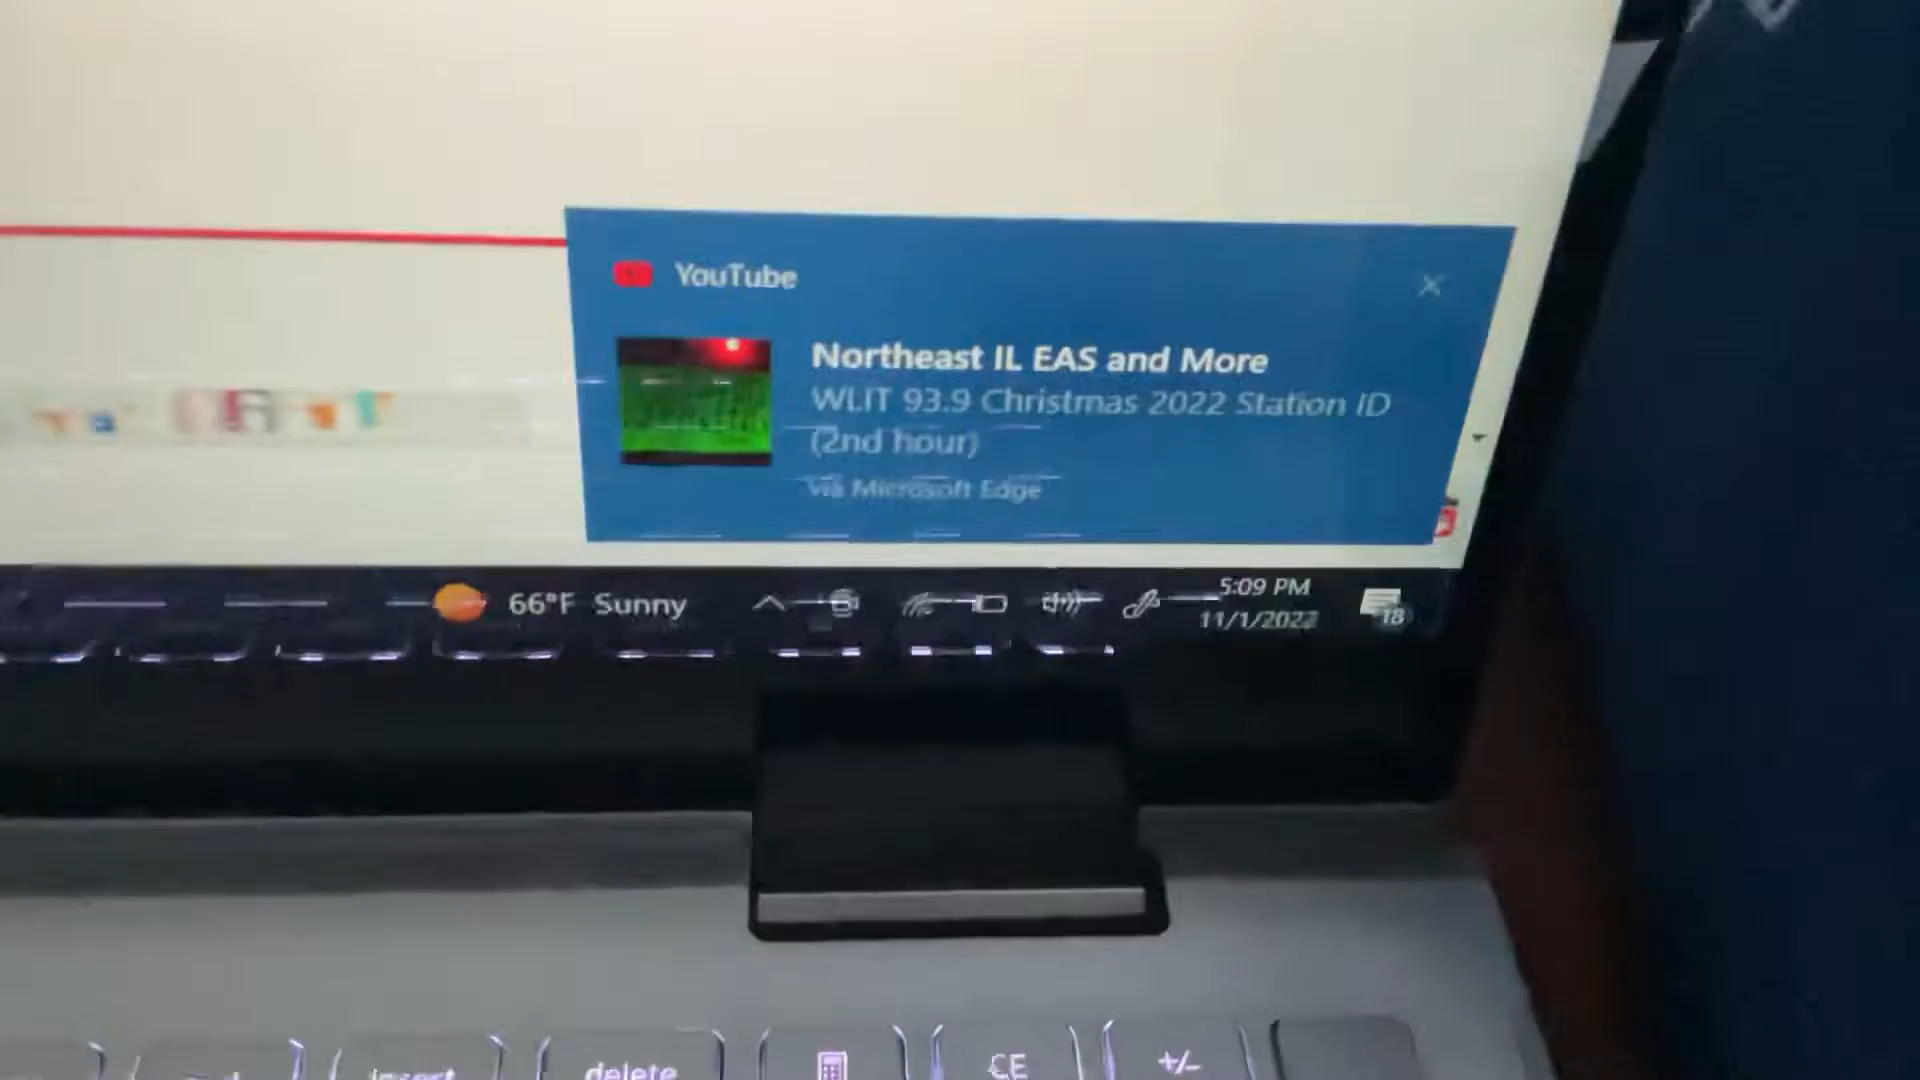 YouTube
Northeast IL EAS and More
WLIT 93.9 Christmas 2022 Station ID
(2nd hour)
via Microsoft Edge
66°F Sunny
5:09 PM
11/1/2022
18
insert
delete
CE
+/-